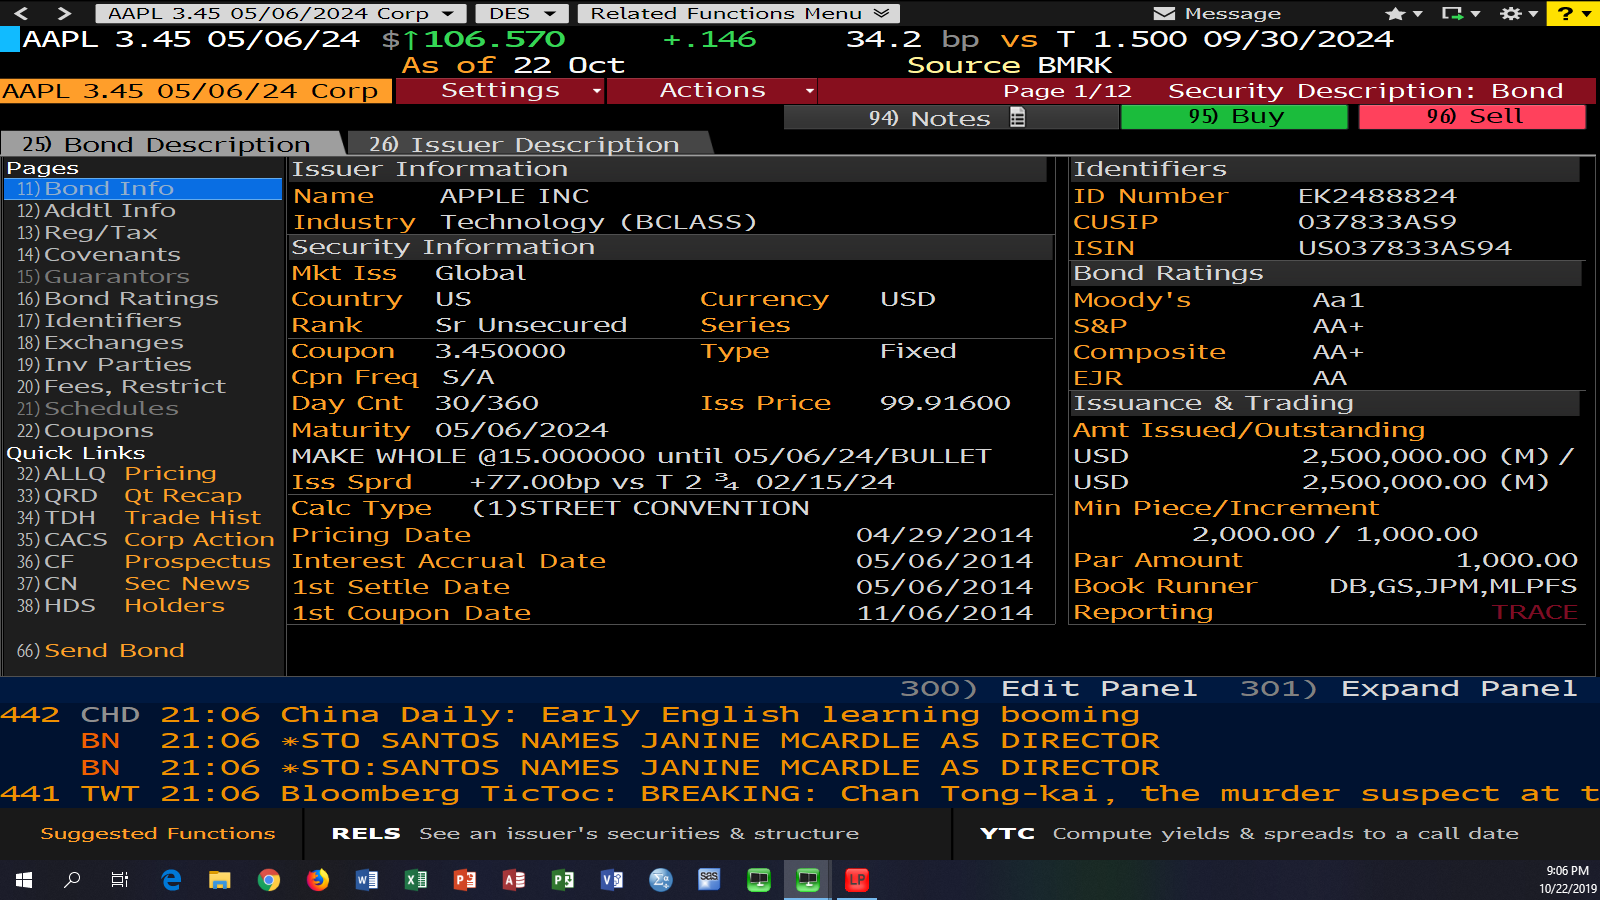 AAPL 3.45 05/06/2024 Corp DES Related Functions Menu Message ?
AAPL 3.45 05/06/24 $↑106.570 +.146 34.2 bp vs T 1.500 09/30/2024
As of 22 Oct Source BMRK
AAPL 3.45 05/06/24 Corp Settings Actions Page 1/12 Security Description: Bond
94) Notes 95) Buy 96) Sell
25) Bond Description 26) Issuer Description
Pages
11) Bond Info
12) Addtl Info
13) Reg/Tax
14) Covenants
15) Guarantors
16) Bond Ratings
17) Identifiers
18) Exchanges
19) Inv Parties
20) Fees, Restrict
21) Schedules
22) Coupons
Quick Links
32) ALLQ Pricing
33) QRD Qt Recap
34) TDH Trade Hist
35) CACS Corp Action
36) CF Prospectus
37) CN Sec News
38) HDS Holders
66) Send Bond
Issuer Information
Name APPLE INC
Industry Technology (BCLASS)
Security Information
Mkt Iss Global
Country US Currency USD
Rank Sr Unsecured Series
Coupon 3.450000 Type Fixed
Cpn Freq S/A
Day Cnt 30/360 Iss Price 99.91600
Maturity 05/06/2024
MAKE WHOLE @15.000000 until 05/06/24/BULLET
Iss Sprd +77.00bp vs T 2 ¾ 02/15/24
Calc Type (1)STREET CONVENTION
Pricing Date 04/29/2014
Interest Accrual Date 05/06/2014
1st Settle Date 05/06/2014
1st Coupon Date 11/06/2014
Identifiers
ID Number EK2488824
CUSIP 037833AS9
ISIN US037833AS94
Bond Ratings
Moody's Aa1
S&P AA+
Composite AA+
EJR AA
Issuance & Trading
Amt Issued/Outstanding
USD 2,500,000.00 (M) /
USD 2,500,000.00 (M)
Min Piece/Increment
2,000.00 / 1,000.00
Par Amount 1,000.00
Book Runner DB,GS,JPM,MLPFS
Reporting TRACE
300) Edit Panel 301) Expand Panel
442 CHD 21:06 China Daily: Early English learning booming
BN 21:06 *STO SANTOS NAMES JANINE MCARDLE AS DIRECTOR
BN 21:06 *STO:SANTOS NAMES JANINE MCARDLE AS DIRECTOR
441 TWT 21:06 Bloomberg TicToc: BREAKING: Chan Tong-kai, the murder suspect at t
Suggested Functions RELS See an issuer's securities & structure YTC Compute yields & spreads to a call date
sas LP
9:06 PM
10/22/2019